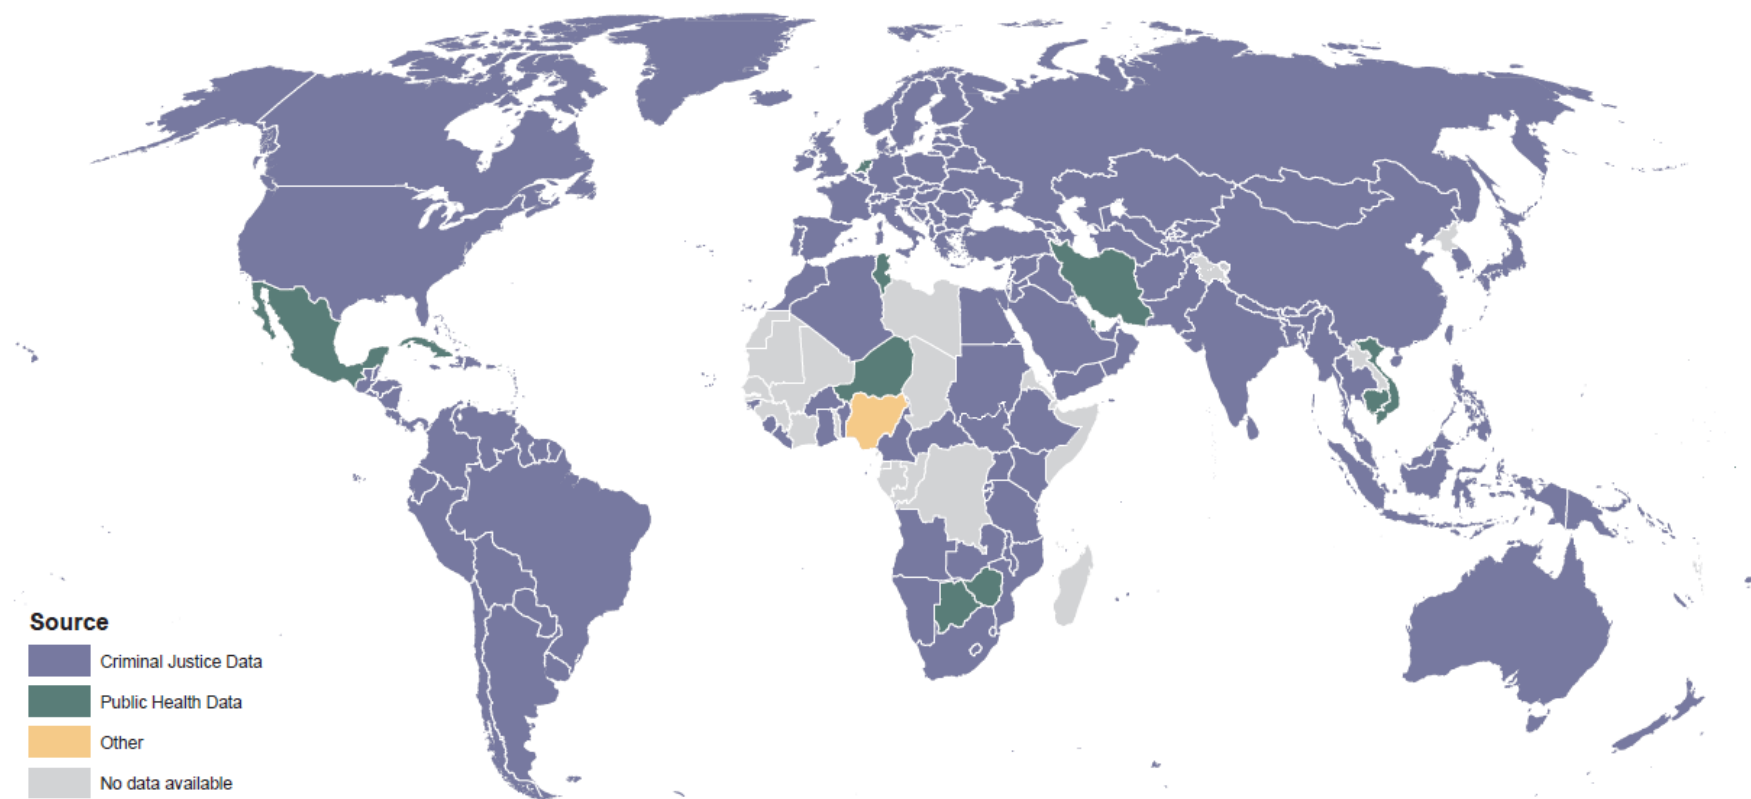 Source
Criminal Justice Data
Public Health Data
Other
No data available